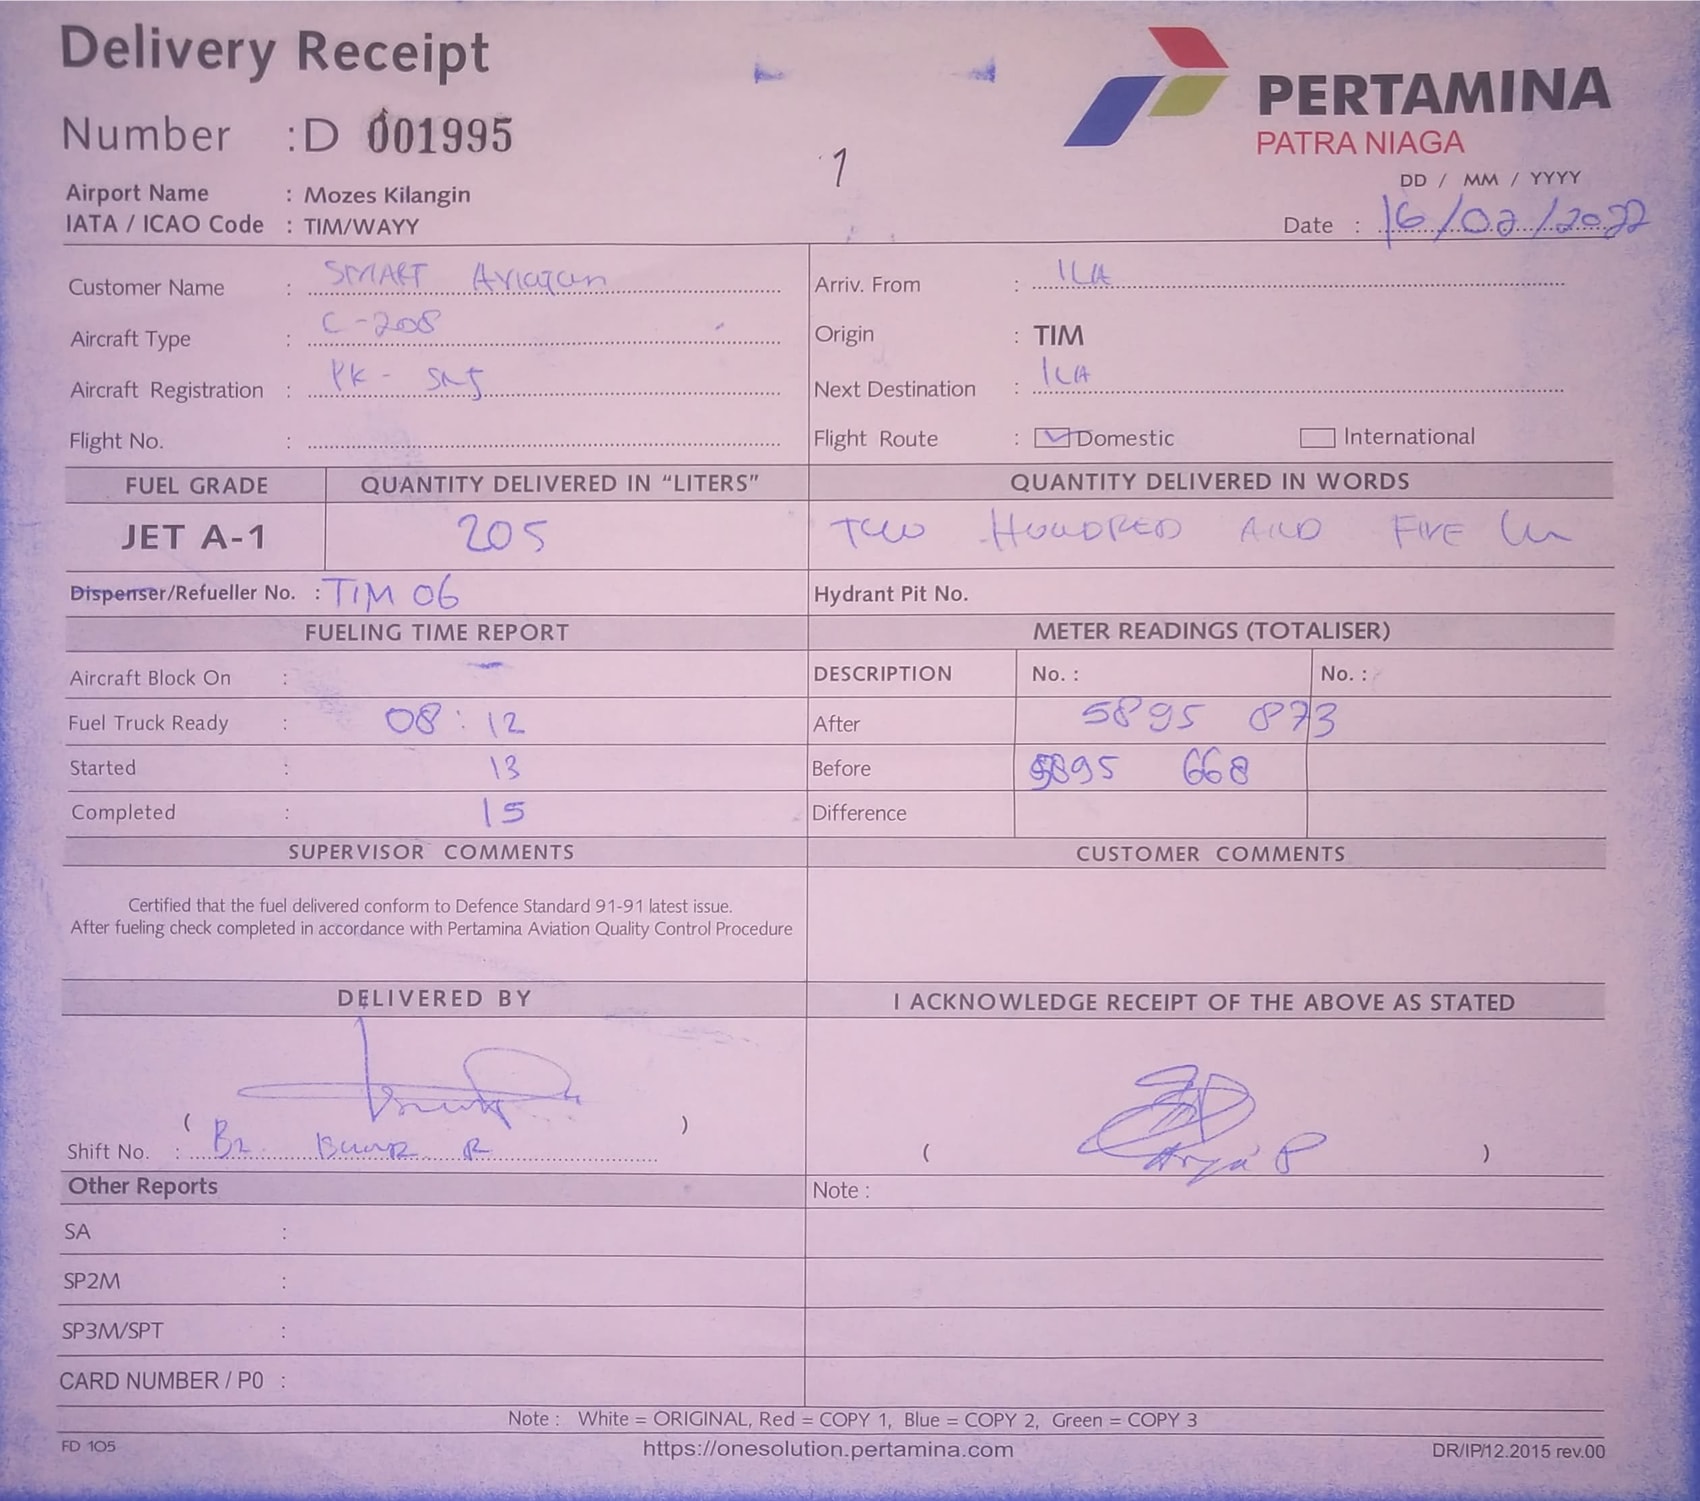 Delivery Receipt
Number : D 001995
1
PERTAMINA
PATRA NIAGA
Airport Name : Mozes Kilangin
IATA / ICAO Code : TIM/WAYY
DD / MM / YYYY
Date : 16/02/2022
Customer Name : SMART Aviation
Arriv. From : ILA
Aircraft Type : C-208
Origin : TIM
Aircraft Registration : PK-
Next Destination : ILA
Flight No. :
Flight Route : Domestic International
FUEL GRADE QUANTITY DELIVERED IN “LITERS” QUANTITY DELIVERED IN WORDS
JET A-1 205 TWO HUNDRED AND FIVE
Dispenser/Refueller No. : TIM 06 Hydrant Pit No.
FUELING TIME REPORT METER READINGS (TOTALISER)
Aircraft Block On : - DESCRIPTION No. : No. :
Fuel Truck Ready : 08:12 After 5895 873
Started : 13 Before 5895 668
Completed : 15 Difference
SUPERVISOR COMMENTS CUSTOMER COMMENTS
Certified that the fuel delivered conform to Defence Standard 91-91 latest issue.
After fueling check completed in accordance with Pertamina Aviation Quality Control Procedure
DELIVERED BY I ACKNOWLEDGE RECEIPT OF THE ABOVE AS STATED
( ) ( Arya P )
Shift No. : B2 R
Other Reports Note :
SA :
SP2M :
SP3M/SPT :
CARD NUMBER / P0 :
Note : White = ORIGINAL, Red = COPY 1, Blue = COPY 2, Green = COPY 3
FD 105 https://onesolution.pertamina.com DR/IP/12.2015 rev.00